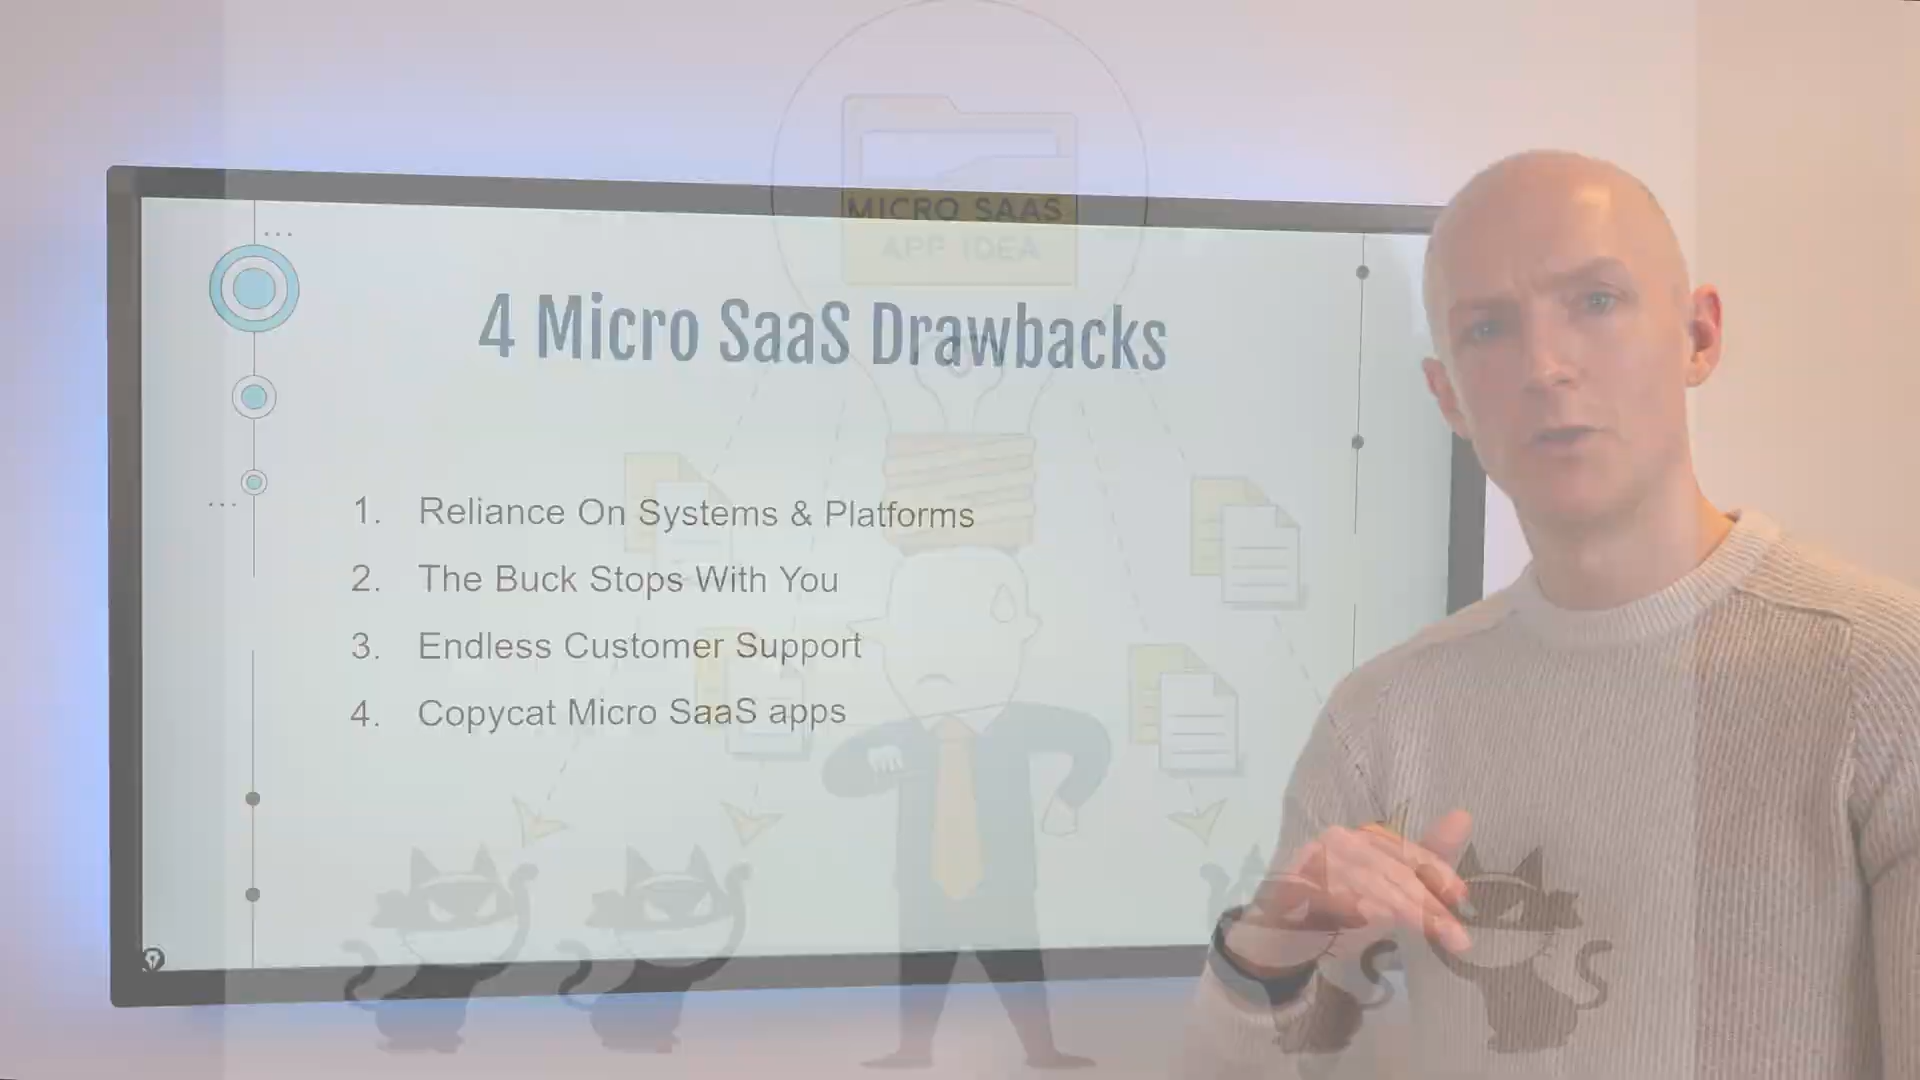 MICRO SAAS
APP IDEA
4 Micro SaaS Drawbacks
1. Reliance On Systems & Platforms
2. The Buck Stops With You
3. Endless Customer Support
4. Copycat Micro SaaS apps